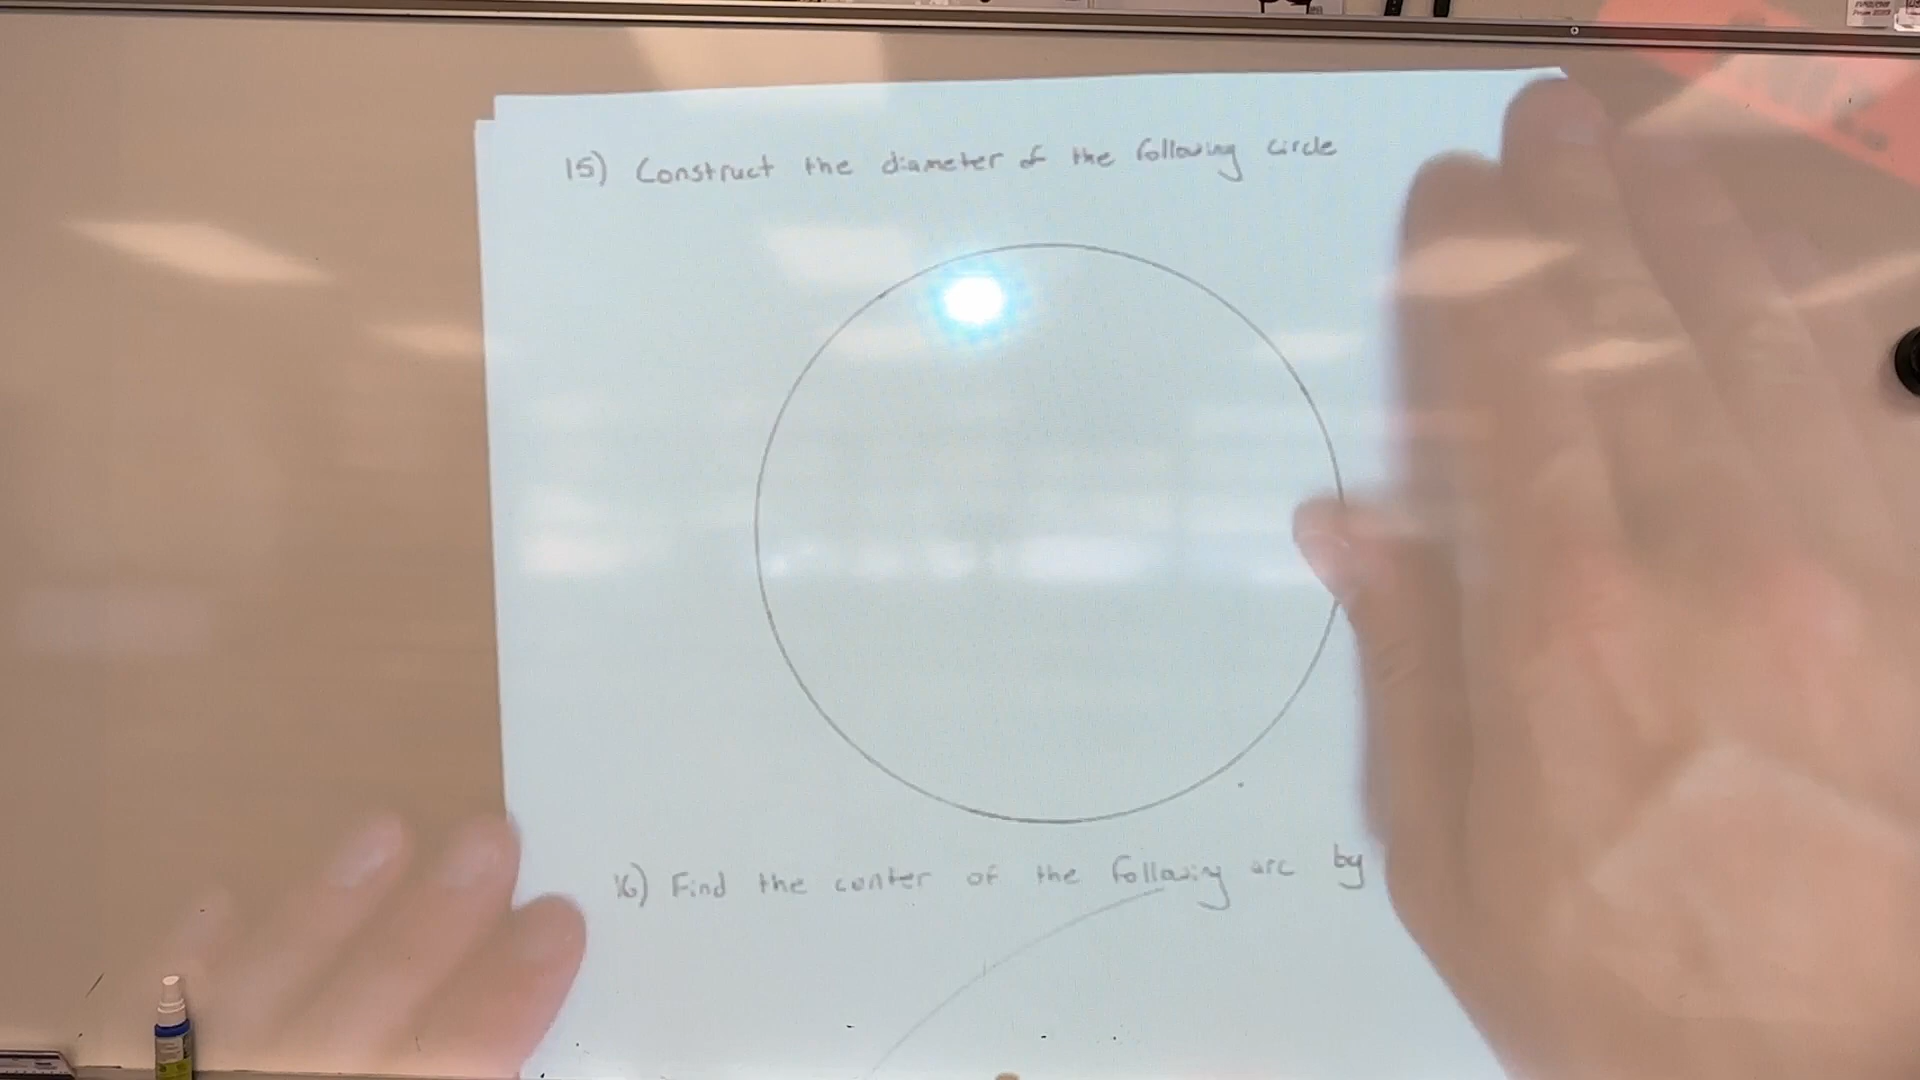 15) Construct the diameter of the following circle
16) Find the center of the following arc by